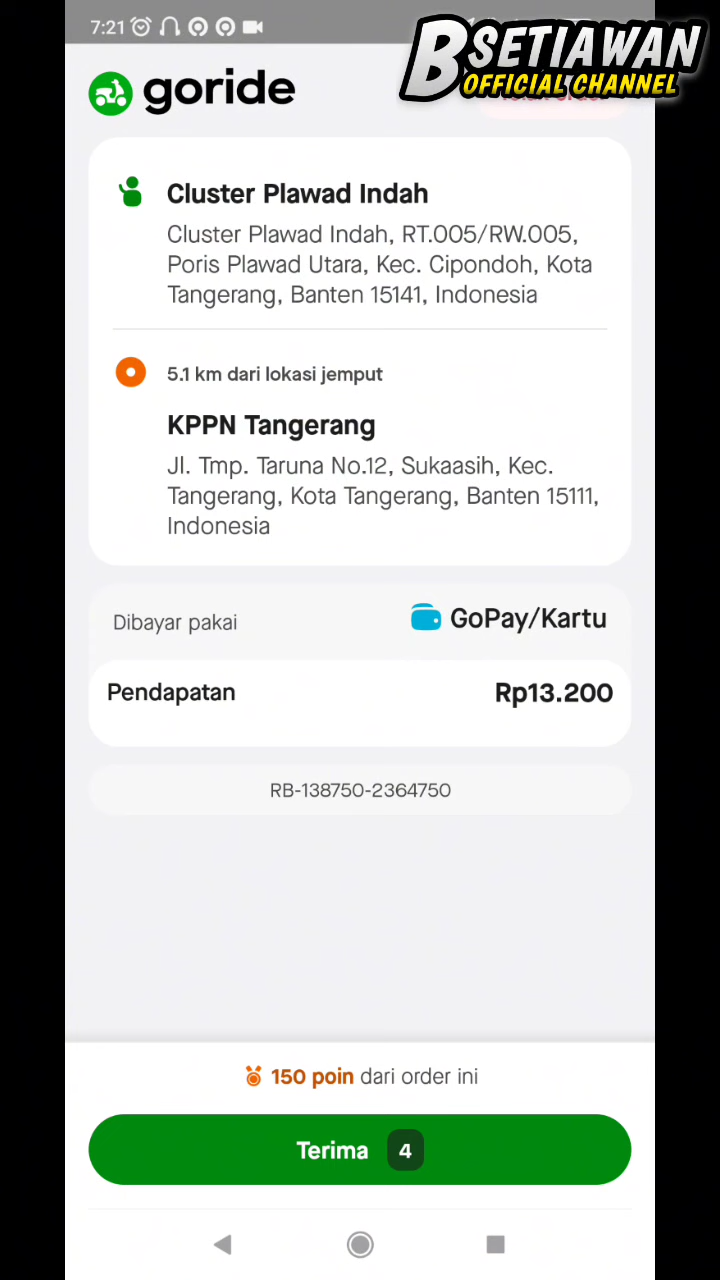 7:21
BSETIAWAN
OFFICIAL CHANNEL
goride
Cluster Plawad Indah
Cluster Plawad Indah, RT.005/RW.005,
Poris Plawad Utara, Kec. Cipondoh, Kota
Tangerang, Banten 15141, Indonesia
5.1 km dari lokasi jemput
KPPN Tangerang
Jl. Tmp. Taruna No.12, Sukaasih, Kec.
Tangerang, Kota Tangerang, Banten 15111,
Indonesia
Dibayar pakai GoPay/Kartu
Pendapatan Rp13.200
RB-138750-2364750
150 poin dari order ini
Terima 4